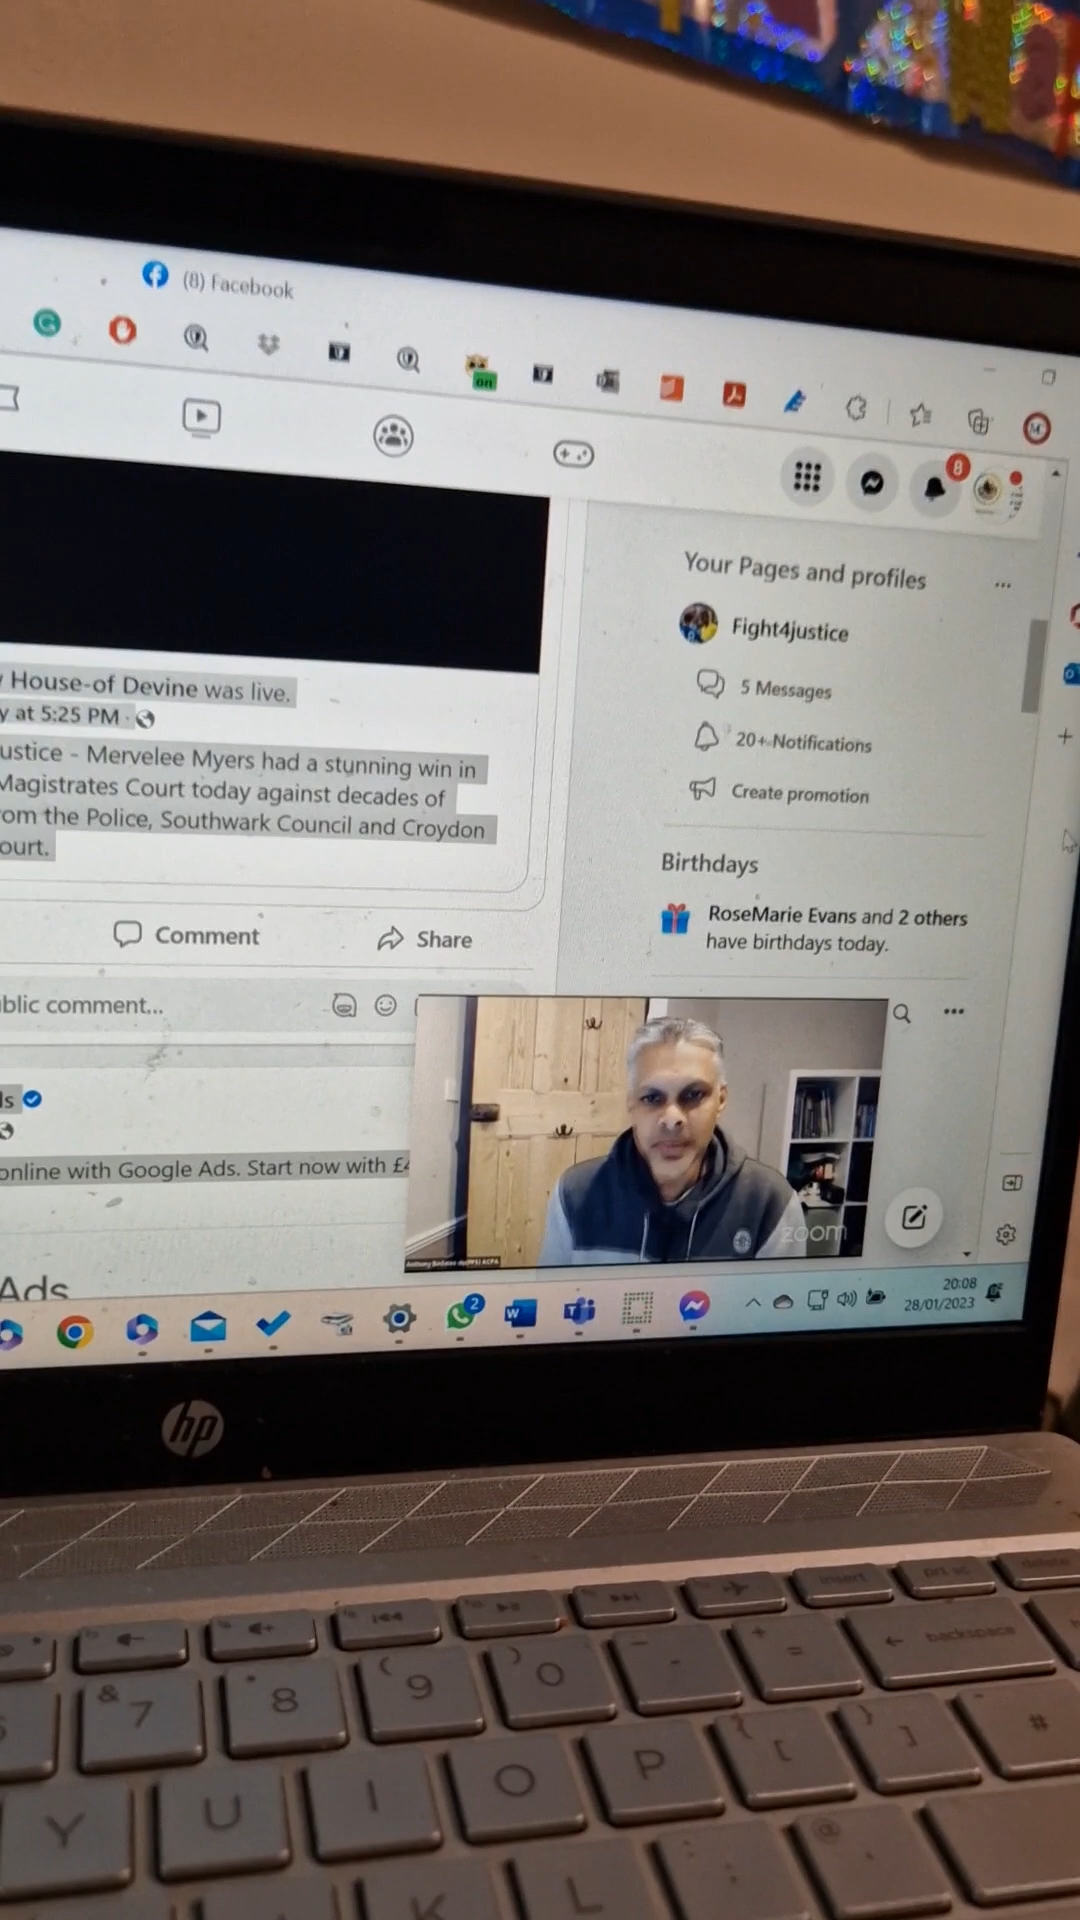 (8) Facebook
on
8
Your Pages and profiles
Fight4justice
5 Messages
20+ Notifications
Create promotion
Birthdays
RoseMarie Evans and 2 others
have birthdays today.
House-of Devine was live.
y at 5:25 PM ·
ustice - Mervelee Myers had a stunning win in
Magistrates Court today against decades of
om the Police, Southwark Council and Croydon
ourt.
Comment
Share
blic comment...
ls
online with Google Ads. Start now with £4
Ads
zoom
2
20:08
28/01/2023
hp
insert
prt sc
delete
& 7
* 8
( 9
) 0
- 
+ =
← backspace
Y
U
I
O
P
{ [
} ]
#
K
L
@